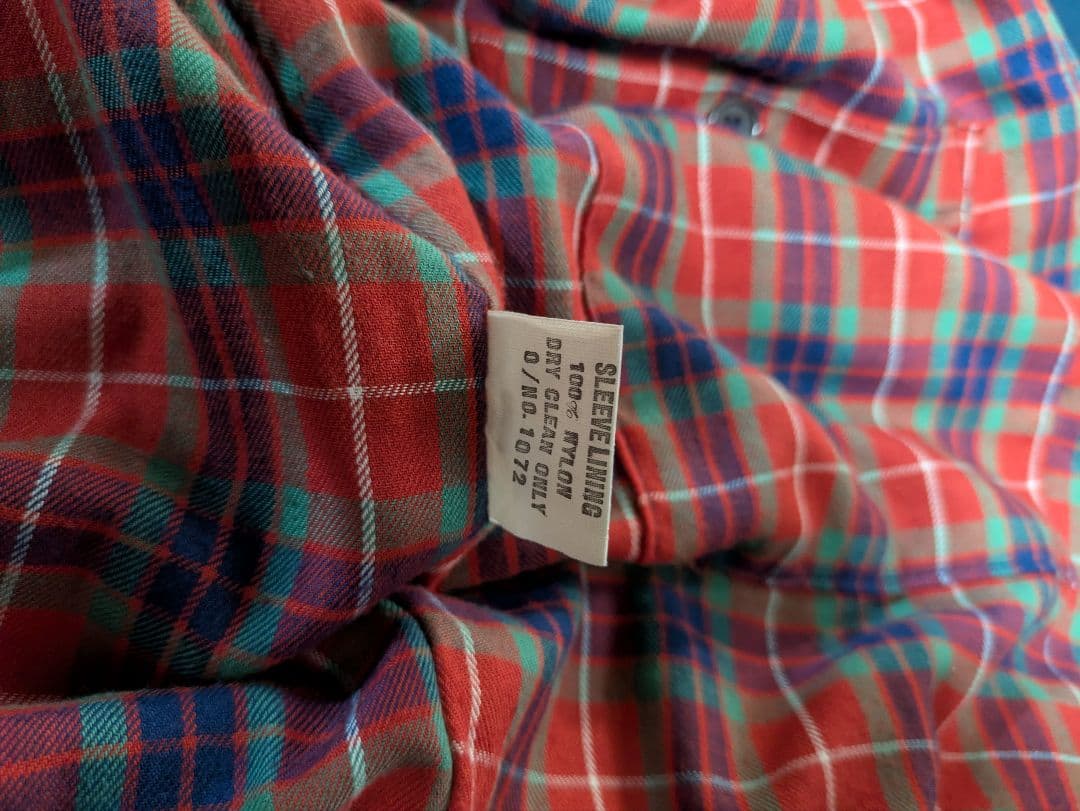 SLEEVE LINING
100% NYLON
DRY CLEAN ONLY
O/NO. 1072